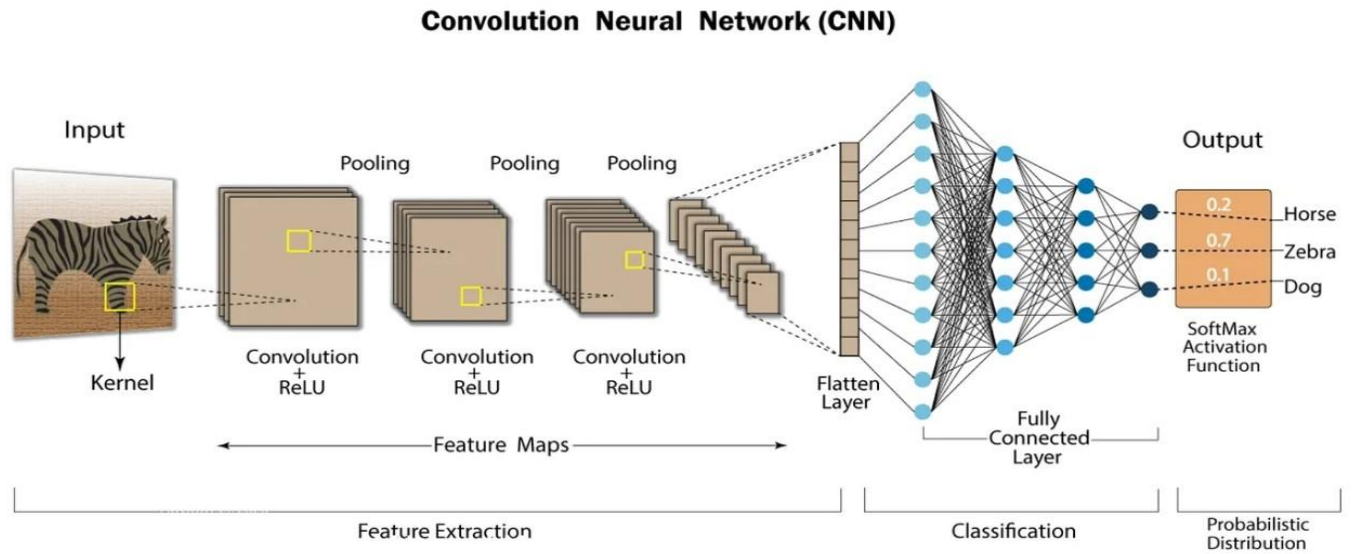 Convolution Neural Network (CNN)
Input
Pooling
Pooling
Pooling
Output
0.2
Horse
0.7
Zebra
0.1
Dog
Kernel
Convolution
+
ReLU
Convolution
+
ReLU
Convolution
+
ReLU
Flatten
Layer
SoftMax
Activation
Function
Feature Maps
Fully
Connected
Layer
Feature Extraction
Classification
Probabilistic
Distribution